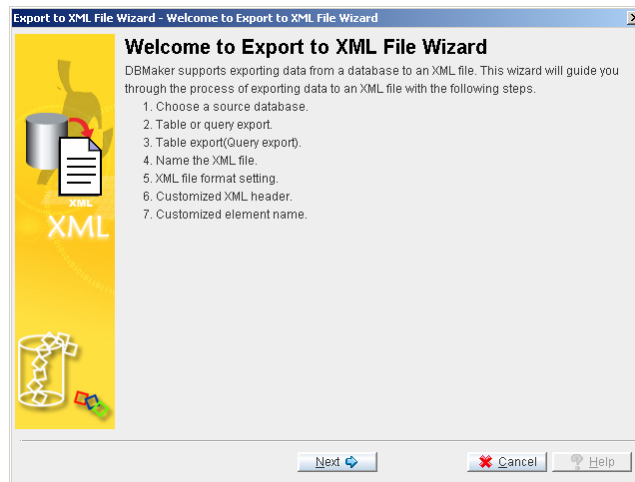 Export to XML File Wizard - Welcome to Export to XML File Wizard
Welcome to Export to XML File Wizard
DBMaker supports exporting data from a database to an XML file. This wizard will guide you
through the process of exporting data to an XML file with the following steps.
1. Choose a source database.
2. Table or query export.
3. Table export(Query export).
4. Name the XML file.
5. XML file format setting.
6. Customized XML header.
7. Customized element name.
XML
XML
Next
Cancel
Help